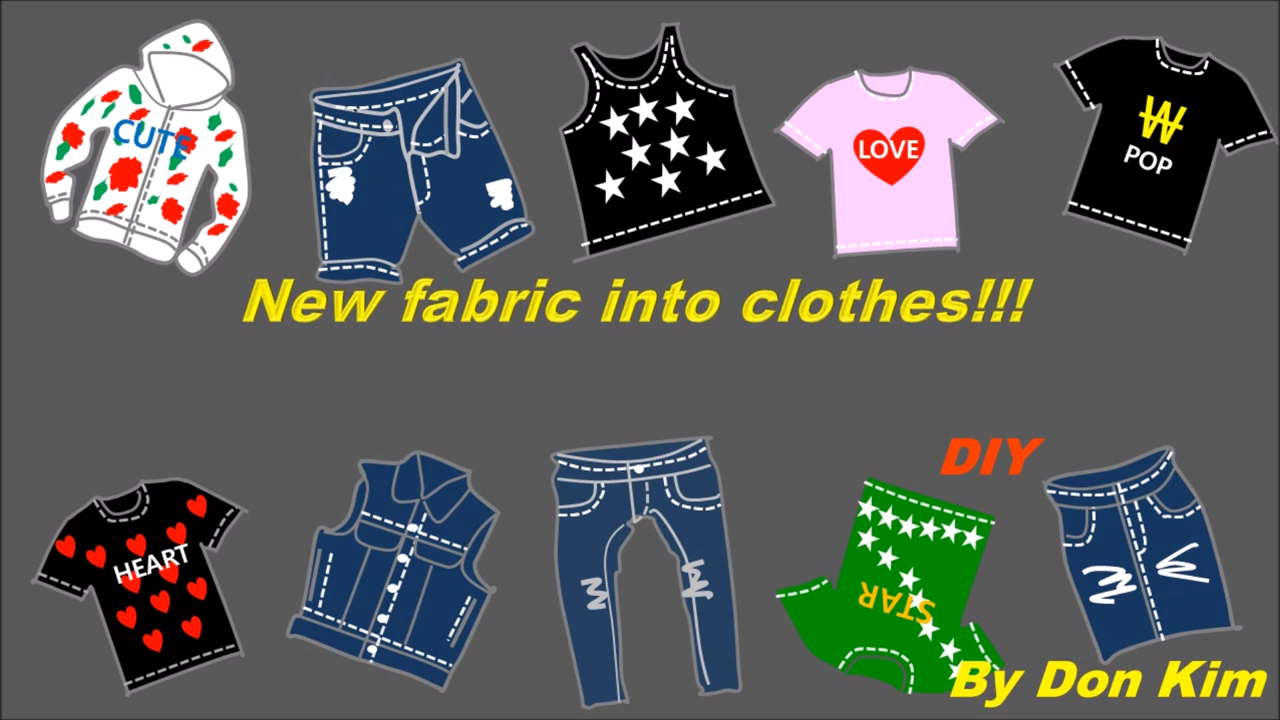 CUTE
LOVE
₩
POP
New fabric into clothes!!!
DIY
HEART
STAR
By Don Kim